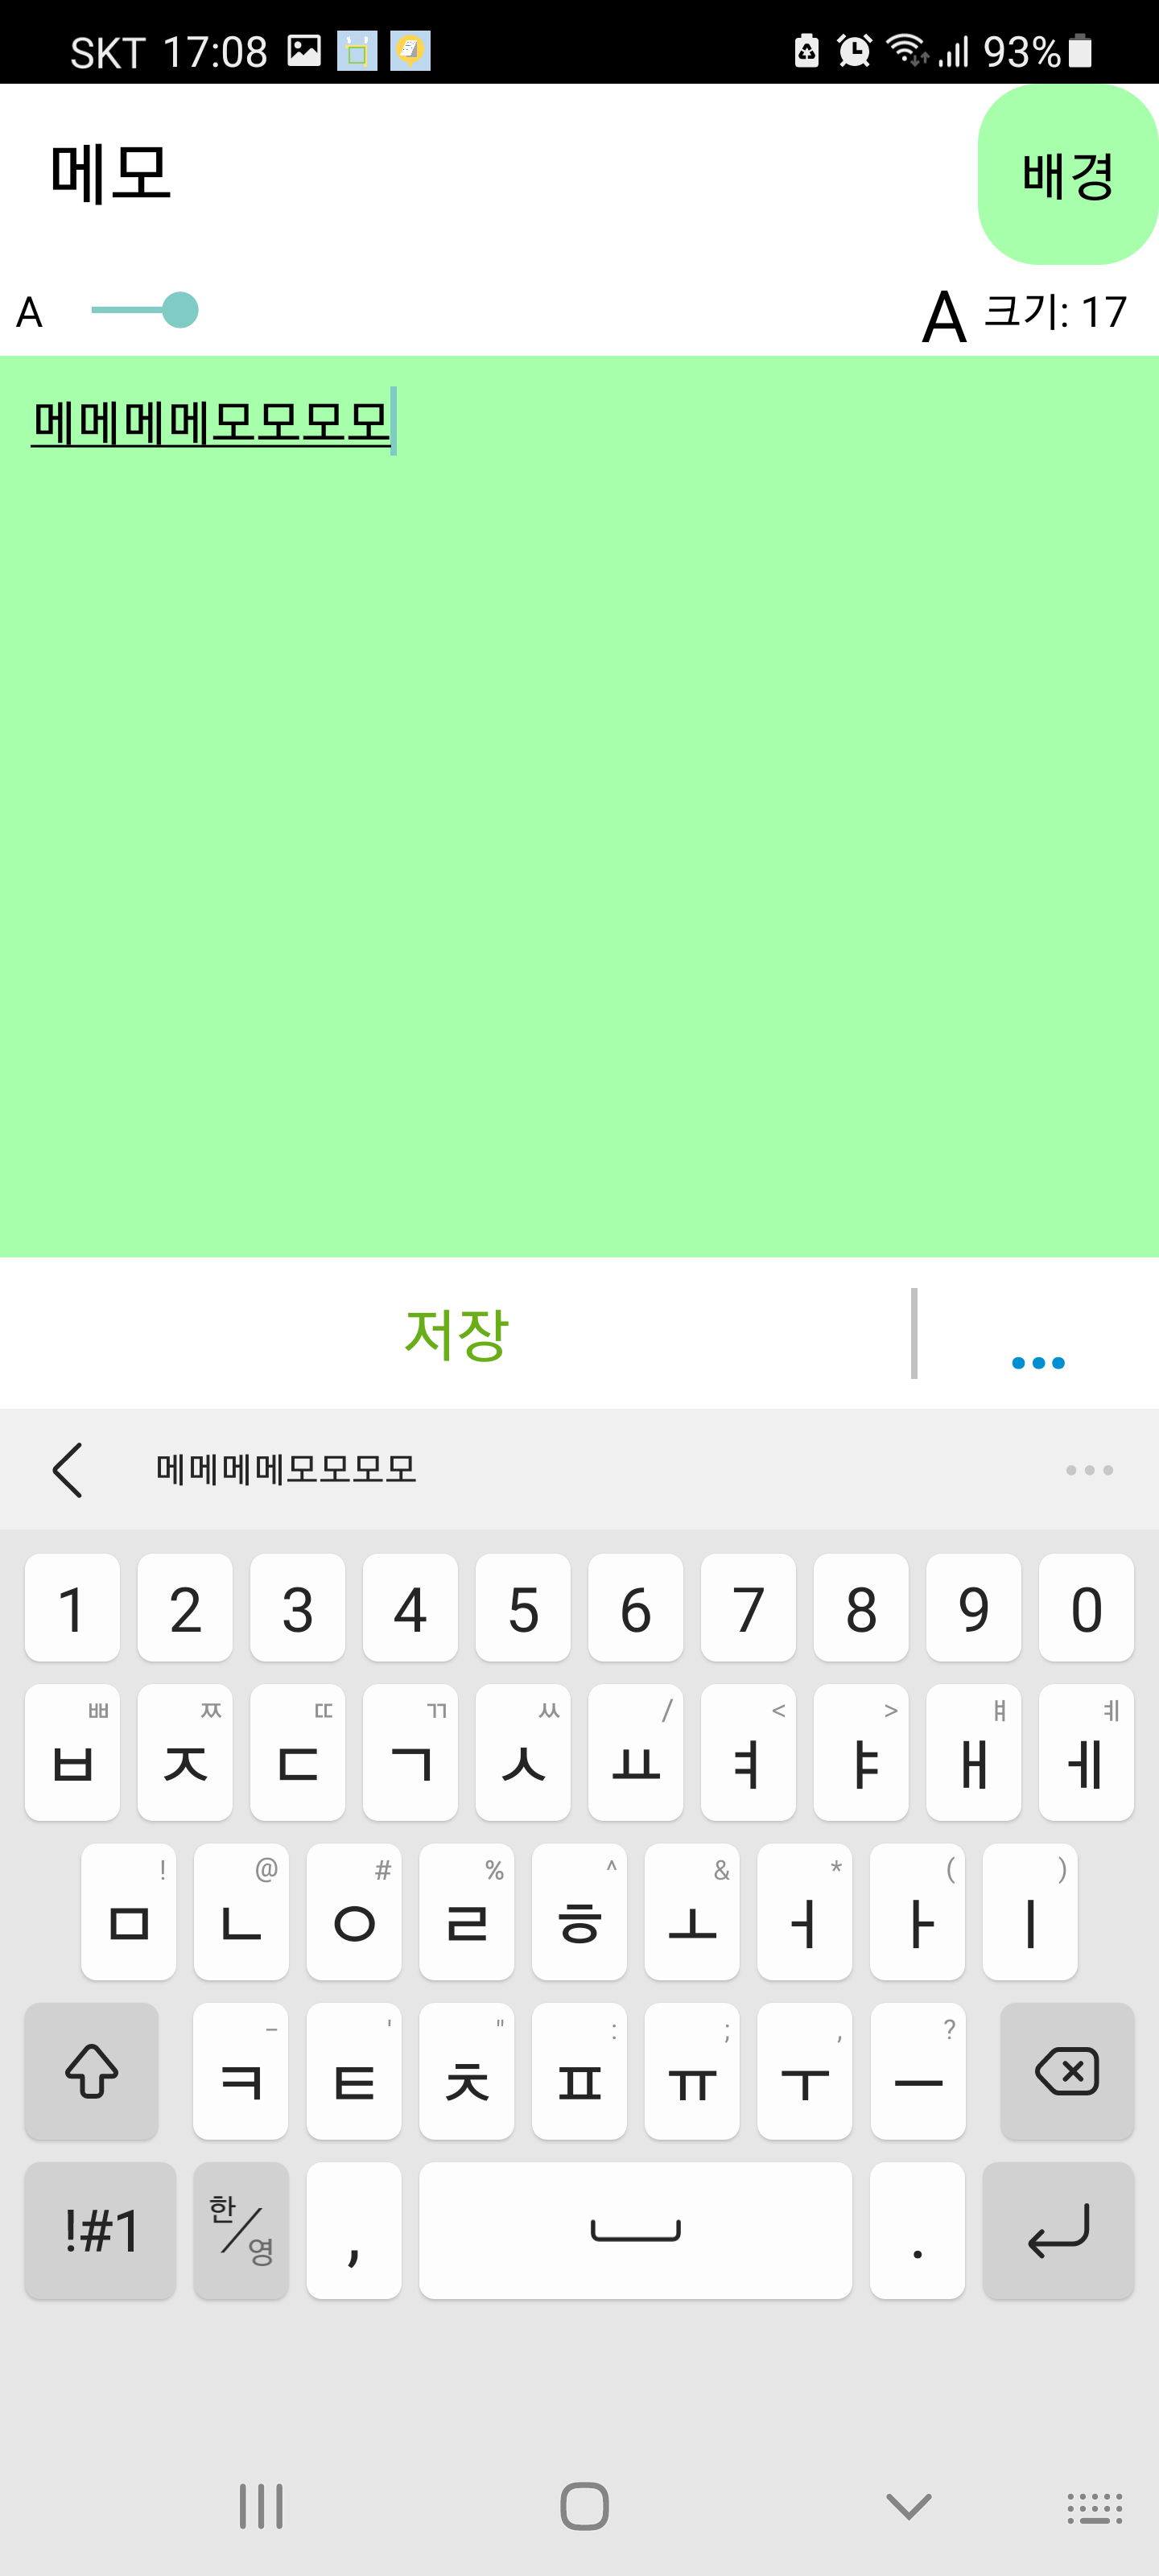 SKT 17:08 93%
메모 배경
A A 크기: 17
메메메메모모모모
저장 ...
메메메메모모모모
1 2 3 4 5 6 7 8 9 0
ㅃ ㅉ ㄸ ㄲ ㅆ / < > ㅒ ㅖ
ㅂ ㅈ ㄷ ㄱ ㅅ ㅛ ㅕ ㅑ ㅐ ㅔ
! @ # % ^ & * ( )
ㅁ ㄴ ㅇ ㄹ ㅎ ㅗ ㅓ ㅏ ㅣ
- ' " : ; , ?
ㅋ ㅌ ㅊ ㅍ ㅠ ㅜ ㅡ
!#1 한/영 , .